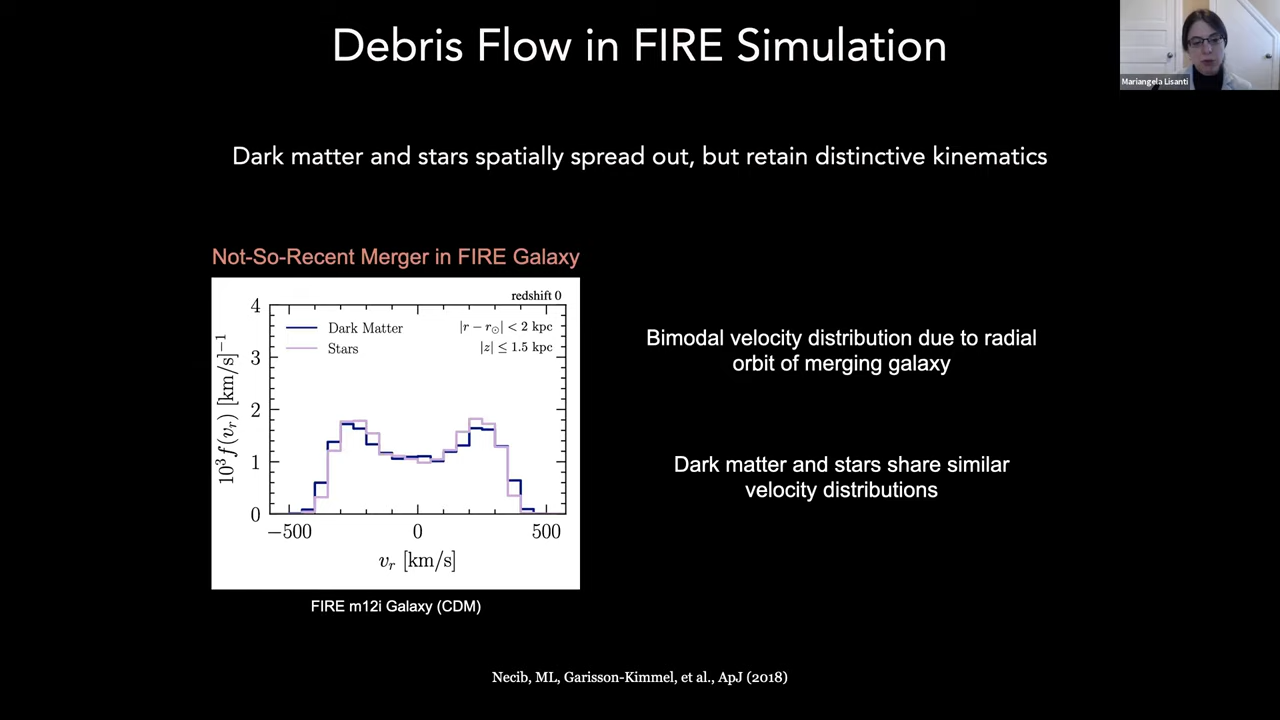 Debris Flow in FIRE Simulation
Mariangela Lisanti
Dark matter and stars spatially spread out, but retain distinctive kinematics
Not-So-Recent Merger in FIRE Galaxy
redshift 0
4
3
2
1
0
Dark Matter
Stars
|r − r⊙| < 2 kpc
|z| ≤ 1.5 kpc
10³ f(vᵣ) [km/s]⁻¹
−500
0
500
vᵣ [km/s]
FIRE m12i Galaxy (CDM)
Bimodal velocity distribution due to radial
orbit of merging galaxy
Dark matter and stars share similar
velocity distributions
Necib, ML, Garisson-Kimmel, et al., ApJ (2018)